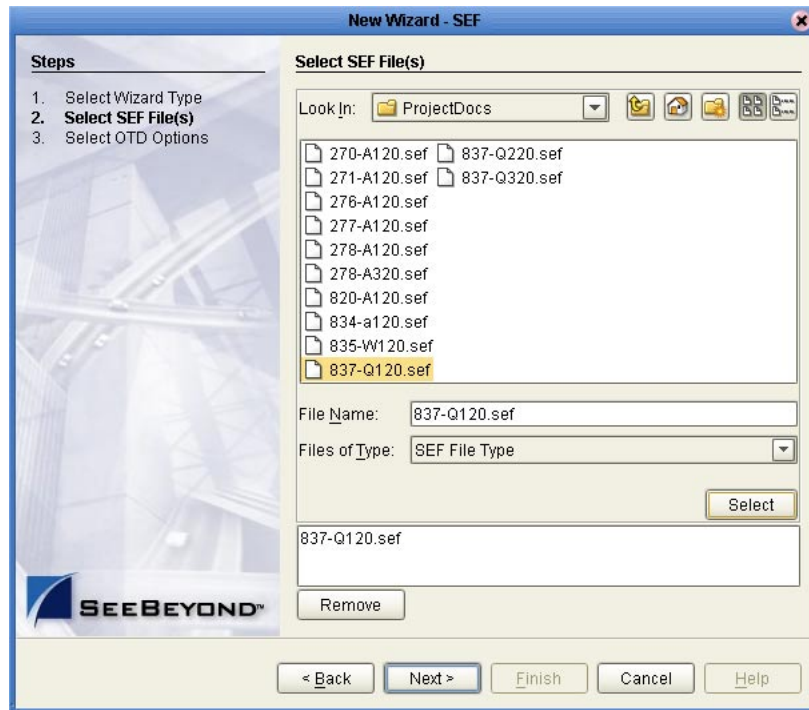 New Wizard - SEF
Steps
1. Select Wizard Type
2. Select SEF File(s)
3. Select OTD Options
SEEBEYOND™
Select SEF File(s)
Look In: ProjectDocs
270-A120.sef 837-Q220.sef
271-A120.sef 837-Q320.sef
276-A120.sef
277-A120.sef
278-A120.sef
278-A320.sef
820-A120.sef
834-a120.sef
835-W120.sef
837-Q120.sef
File Name: 837-Q120.sef
Files of Type: SEF File Type
Select
837-Q120.sef
Remove
< Back Next > Finish Cancel Help